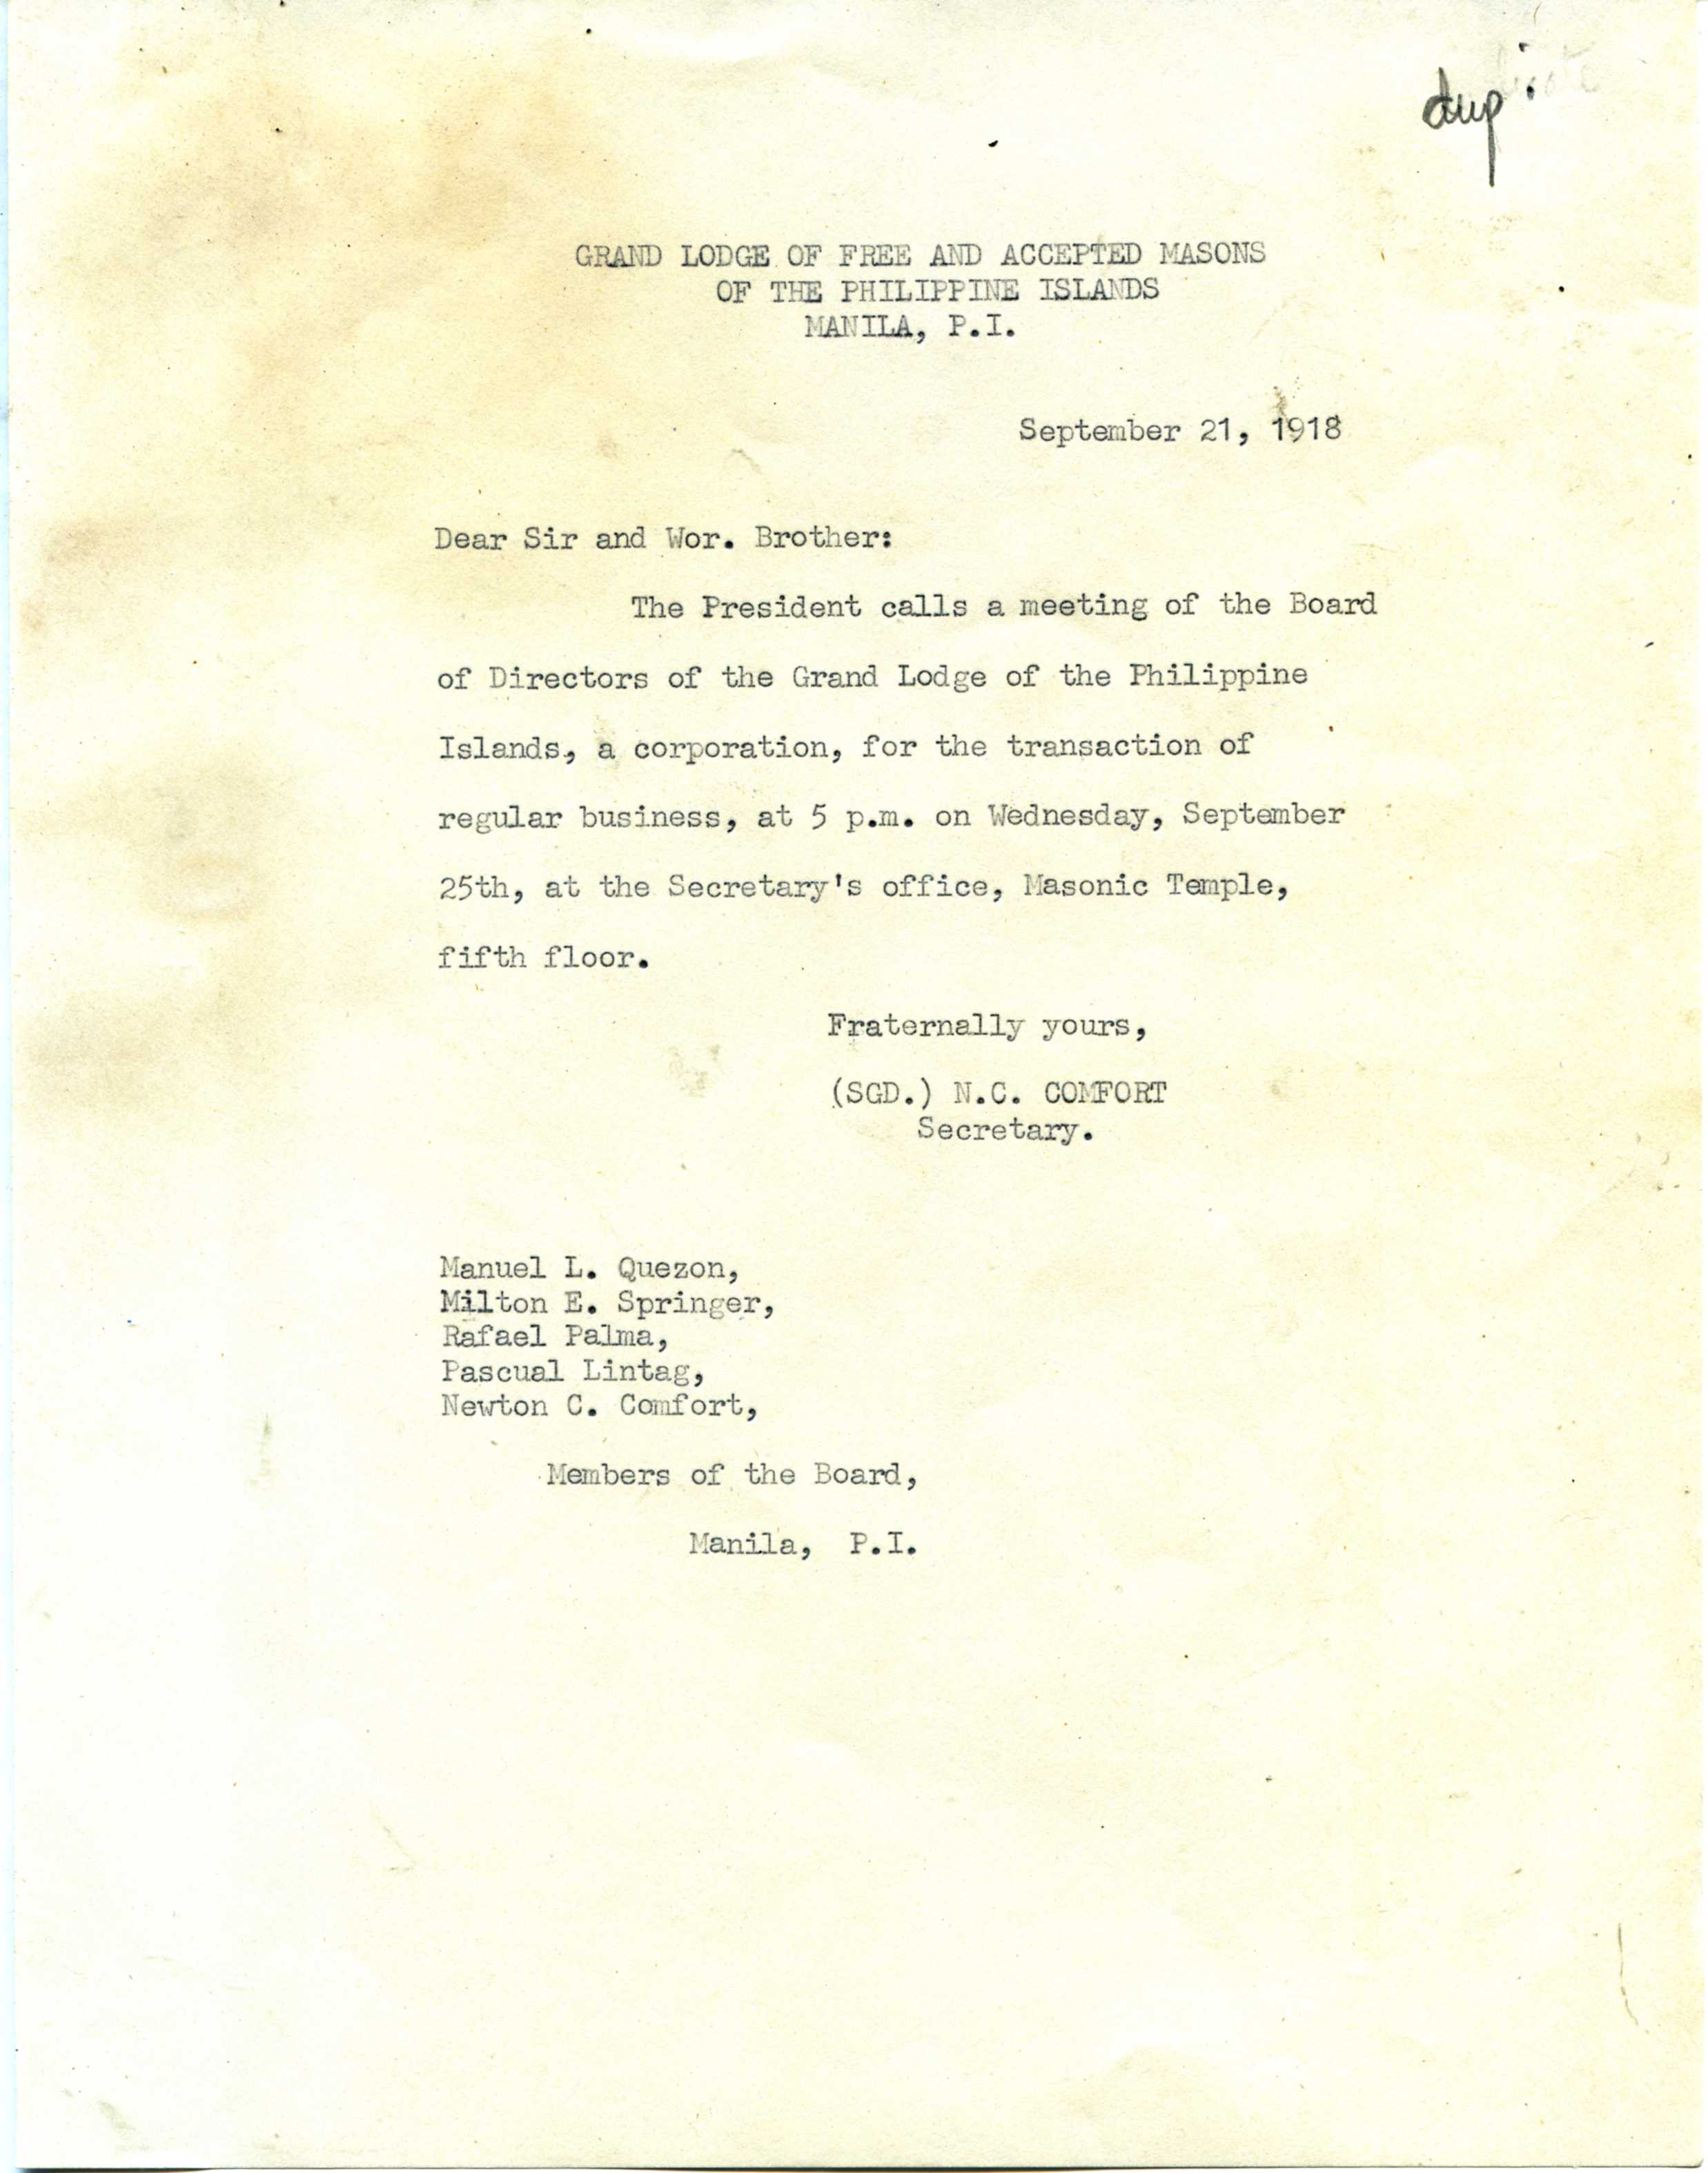 dup.
GRAND LODGE OF FREE AND ACCEPTED MASONS
OF THE PHILIPPINE ISLANDS
MANILA, P.I.
September 21, 1918
Dear Sir and Wor. Brother:
The President calls a meeting of the Board
of Directors of the Grand Lodge of the Philippine
Islands, a corporation, for the transaction of
regular business, at 5 p.m. on Wednesday, September
25th, at the Secretary's office, Masonic Temple,
fifth floor.
Fraternally yours,
(SGD.) N.C. COMFORT
Secretary.
Manuel L. Quezon,
Milton E. Springer,
Rafael Palma,
Pascual Lintag,
Newton C. Comfort,
Members of the Board,
Manila, P.I.